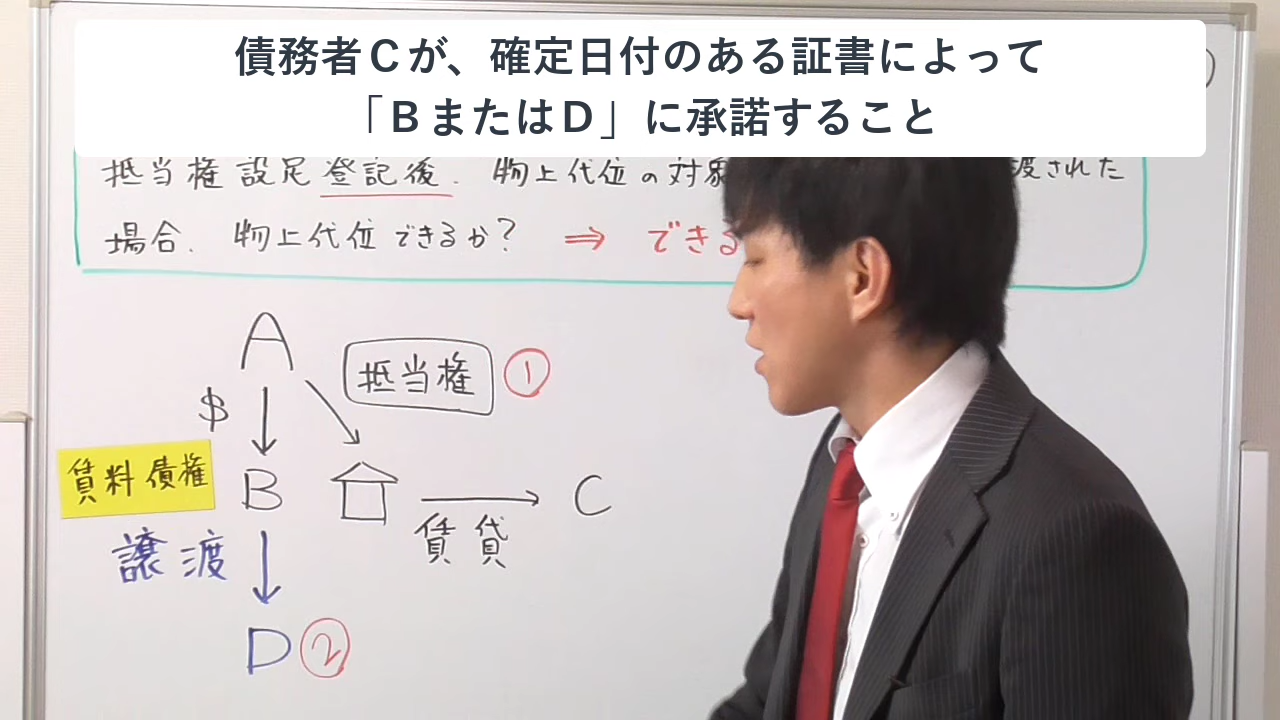 債務者Ｃが、確定日付のある証書によって
「ＢまたはＤ」に承諾すること
抵当権設定登記後. 物上代位の対象 渡された
場合. 物上代位できるか? ⇒ できる
A
抵当権 ①
$
賃料債権 B C
賃貸
譲渡
D ②